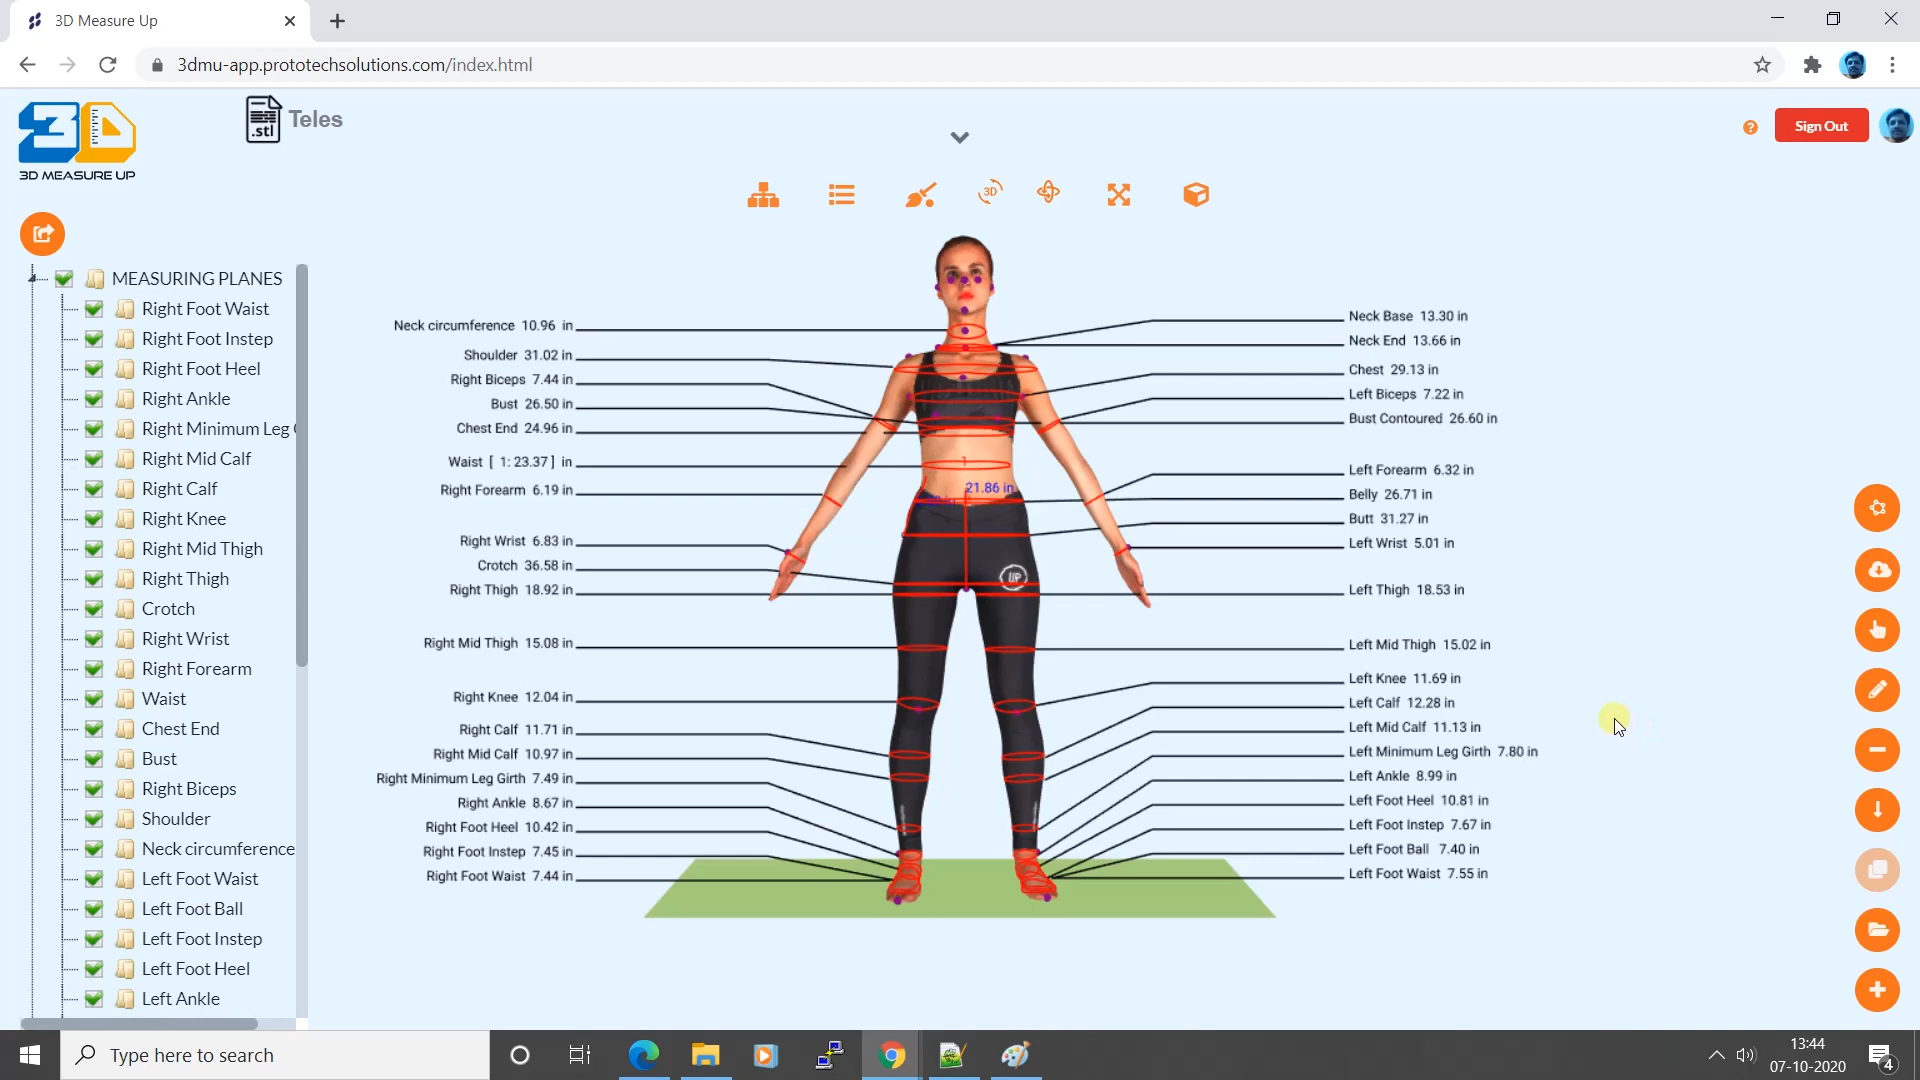 3D Measure Up
3dmu-app.prototechsolutions.com/index.html
3D MEASURE UP
.stl
Teles
?
Sign Out
3D
MEASURING PLANES
Right Foot Waist
Right Foot Instep
Right Foot Heel
Right Ankle
Right Minimum Leg
Right Mid Calf
Right Calf
Right Knee
Right Mid Thigh
Right Thigh
Crotch
Right Wrist
Right Forearm
Waist
Chest End
Bust
Right Biceps
Shoulder
Neck circumference
Left Foot Waist
Left Foot Ball
Left Foot Instep
Left Foot Heel
Left Ankle
Neck circumference 10.96 in
Shoulder 31.02 in
Right Biceps 7.44 in
Bust 26.50 in
Chest End 24.96 in
Waist [ 1: 23.37] in
Right Forearm 6.19 in
Right Wrist 6.83 in
Crotch 36.58 in
Right Thigh 18.92 in
Right Mid Thigh 15.08 in
Right Knee 12.04 in
Right Calf 11.71 in
Right Mid Calf 10.97 in
Right Minimum Leg Girth 7.49 in
Right Ankle 8.67 in
Right Foot Heel 10.42 in
Right Foot Instep 7.45 in
Right Foot Waist 7.44 in
1
21.86 in
UP
Neck Base 13.30 in
Neck End 13.66 in
Chest 29.13 in
Left Biceps 7.22 in
Bust Contoured 26.60 in
Left Forearm 6.32 in
Belly 26.71 in
Butt 31.27 in
Left Wrist 5.01 in
Left Thigh 18.53 in
Left Mid Thigh 15.02 in
Left Knee 11.69 in
Left Calf 12.28 in
Left Mid Calf 11.13 in
Left Minimum Leg Girth 7.80 in
Left Ankle 8.99 in
Left Foot Heel 10.81 in
Left Foot Instep 7.67 in
Left Foot Ball 7.40 in
Left Foot Waist 7.55 in
Type here to search
13:44
07-10-2020
4